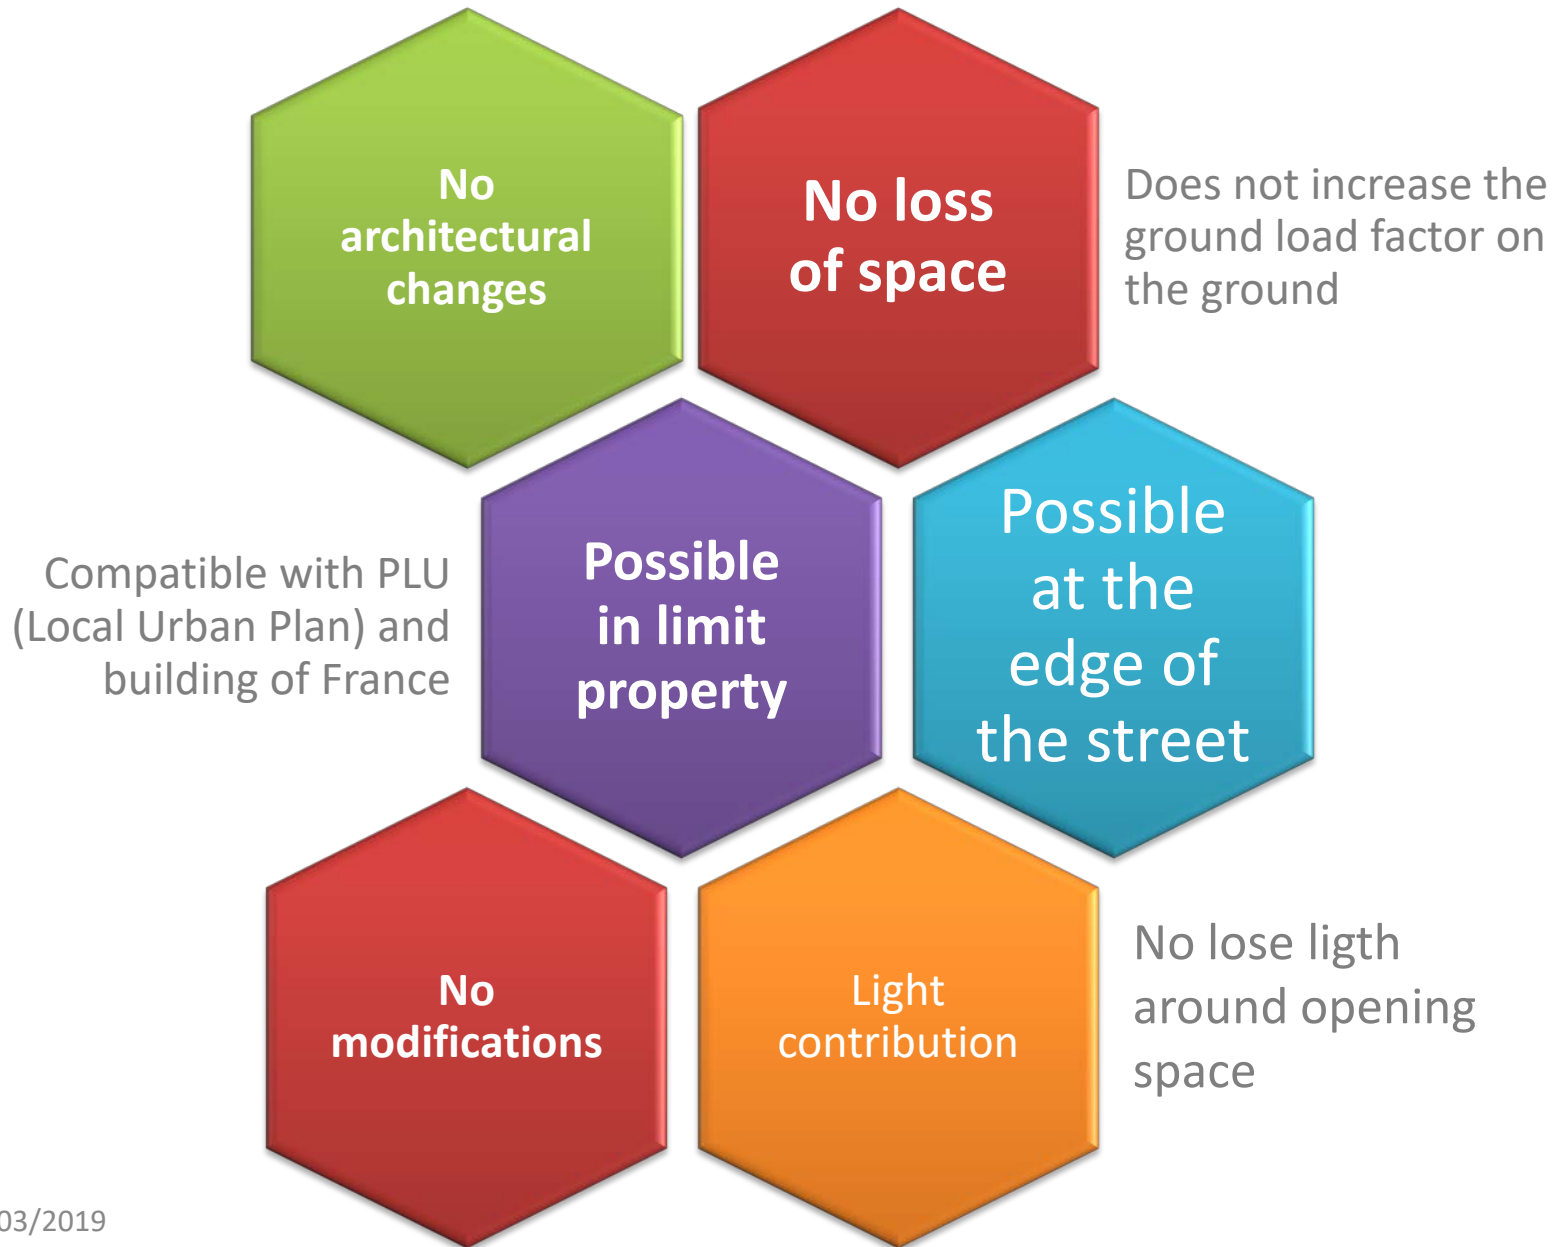 No
architectural
changes
No loss
of space
Does not increase the
ground load factor on
the ground
Compatible with PLU
(Local Urban Plan) and
building of France
Possible
in limit
property
Possible
at the
edge of
the street
No
modifications
Light
contribution
No lose ligth
around opening
space
03/2019